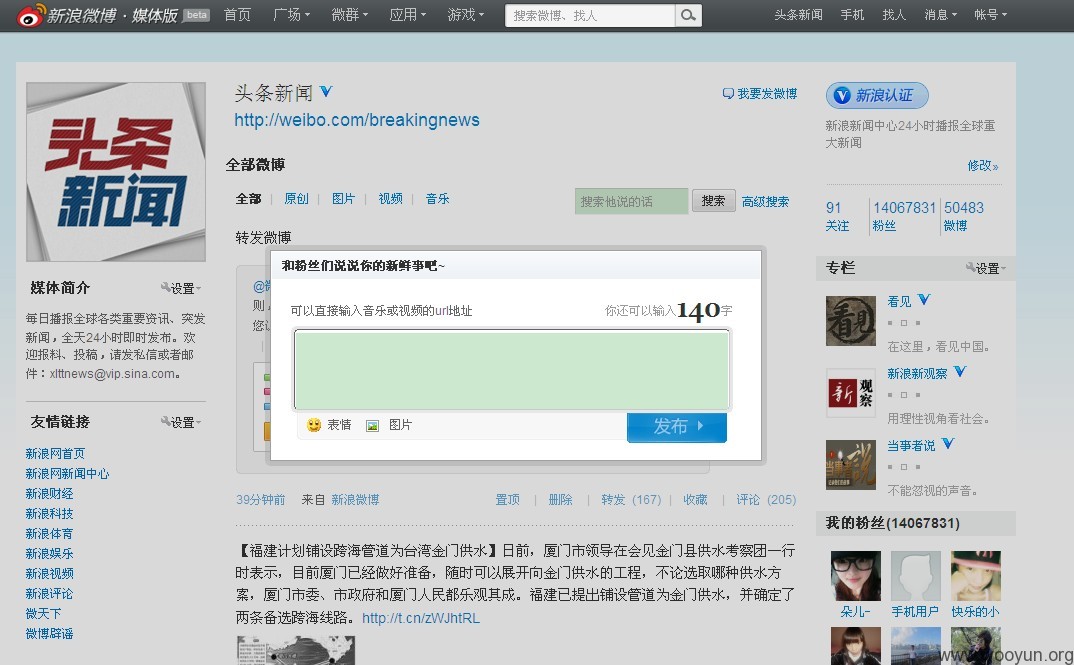 新浪微博·媒体版 beta 首页 广场 微群 应用 游戏 搜索微博、找人 头条新闻 手机 找人 消息 帐号
头条
新闻
媒体简介 设置
每日播报全球各类重要资讯、突发
新闻，全天24小时即时发布。欢
迎报料、投稿，请发私信或者邮
件：xlttnews@vip.sina.com。
友情链接 设置
新浪网首页
新浪网新闻中心
新浪财经
新浪科技
新浪体育
新浪娱乐
新浪视频
新浪评论
微天下
微博辟谣
头条新闻
我要发微博
http://weibo.com/breakingnews
全部微博
全部 | 原创 | 图片 | 视频 | 音乐
搜索他说的话 搜索 高级搜索
转发微博
@微
则，
您认
和粉丝们说说你的新鲜事吧~
可以直接输入音乐或视频的url地址 你还可以输入140字
表情 图片 发布
39分钟前 来自 新浪微博 置顶 | 删除 | 转发 (167) | 收藏 | 评论 (205)
【福建计划铺设跨海管道为台湾金门供水】日前，厦门市领导在会见金门县供水考察团一行
时表示，目前厦门已经做好准备，随时可以展开向金门供水的工程，不论选取哪种供水方
案，厦门市委、市政府和厦门人民都乐观其成。福建已提出铺设管道为金门供水，并确定了
两条备选跨海线路。http://t.cn/zWJhtRL
V 新浪认证
新浪新闻中心24小时播报全球重
大新闻
修改»
91 14067831 50483
关注 粉丝 微博
专栏 设置
看见
看见
在这里，看见中国。
新 观察
新浪新观察
用理性视角看社会。
当事者说
当事者说
不能忽视的声音。
我的粉丝(14067831)
朵儿- 手机用户 快乐的小
www.wooyun.org